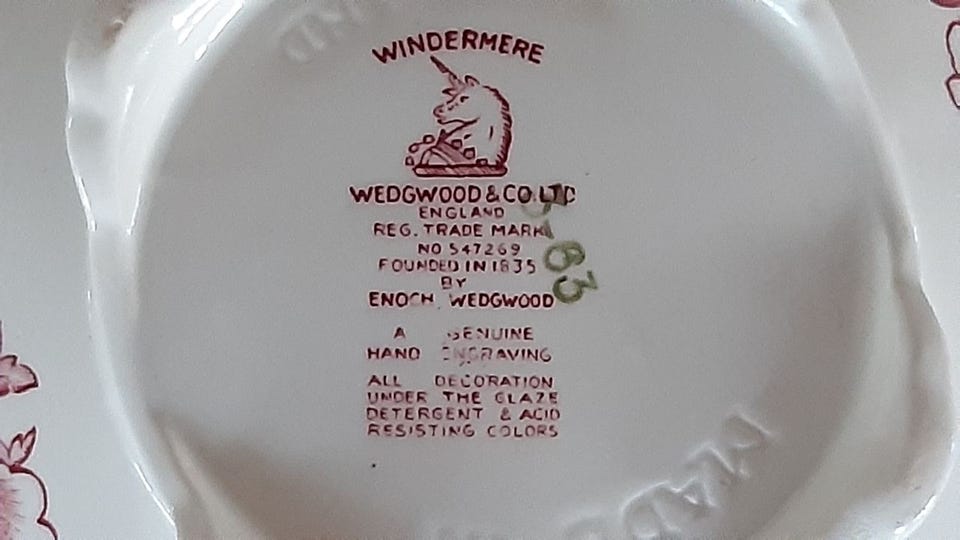 WINDERMERE
WEDGWOOD & CO. LTD
ENGLAND
REG. TRADE MARK
NO 547269
FOUNDED IN 1835
BY
ENOCH WEDGWOOD
A GENUINE
HAND ENGRAVING
ALL DECORATION
UNDER THE GLAZE
DETERGENT & ACID
RESISTING COLORS
MADE